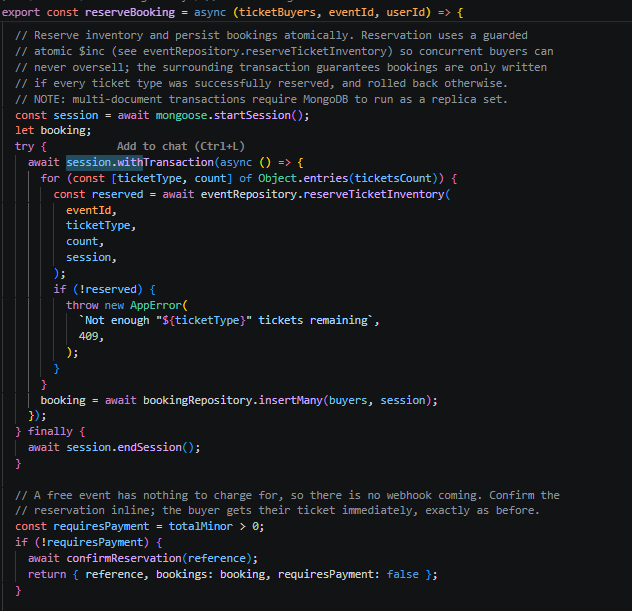 export const reserveBooking = async (ticketBuyers, eventId, userId) => {
// Reserve inventory and persist bookings atomically. Reservation uses a guarded
// atomic $inc (see eventRepository.reserveTicketInventory) so concurrent buyers can
// never oversell; the surrounding transaction guarantees bookings are only written
// if every ticket type was successfully reserved, and rolled back otherwise.
// NOTE: multi-document transactions require MongoDB to run as a replica set.
const session = await mongoose.startSession();
let booking;
try { Add to chat (Ctrl+L)
await session.withTransaction(async () => {
for (const [ticketType, count] of Object.entries(ticketsCount)) {
const reserved = await eventRepository.reserveTicketInventory(
eventId,
ticketType,
count,
session,
);
if (!reserved) {
throw new AppError(
`Not enough "${ticketType}" tickets remaining`,
409,
);
}
}
booking = await bookingRepository.insertMany(buyers, session);
});
} finally {
await session.endSession();
}
// A free event has nothing to charge for, so there is no webhook coming. Confirm the
// reservation inline; the buyer gets their ticket immediately, exactly as before.
const requiresPayment = totalMinor > 0;
if (!requiresPayment) {
await confirmReservation(reference);
return { reference, bookings: booking, requiresPayment: false };
}